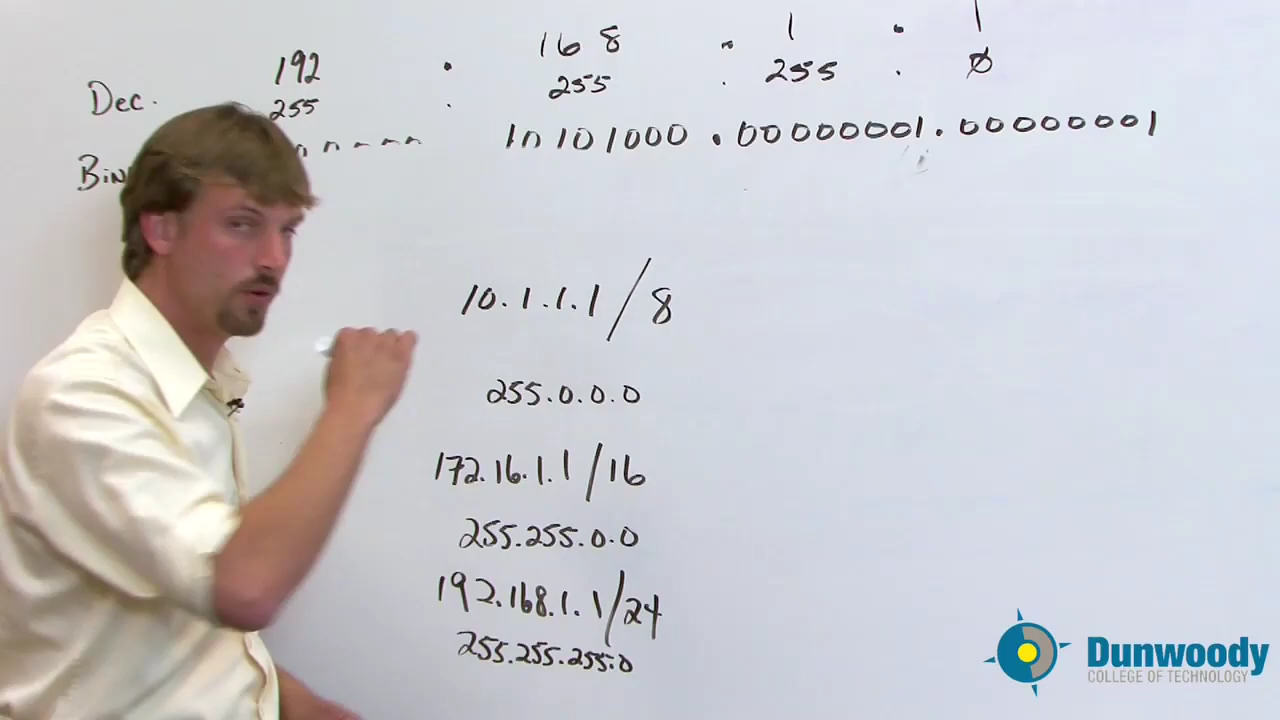 Dec. 192 . 168 . 1 . 1
255 . 255 . 255 . 0
10101000 . 00000001 . 00000001
10.1.1.1/8
255.0.0.0
172.16.1.1/16
255.255.0.0
192.168.1.1/24
255.255.255.0
Dunwoody
COLLEGE OF TECHNOLOGY